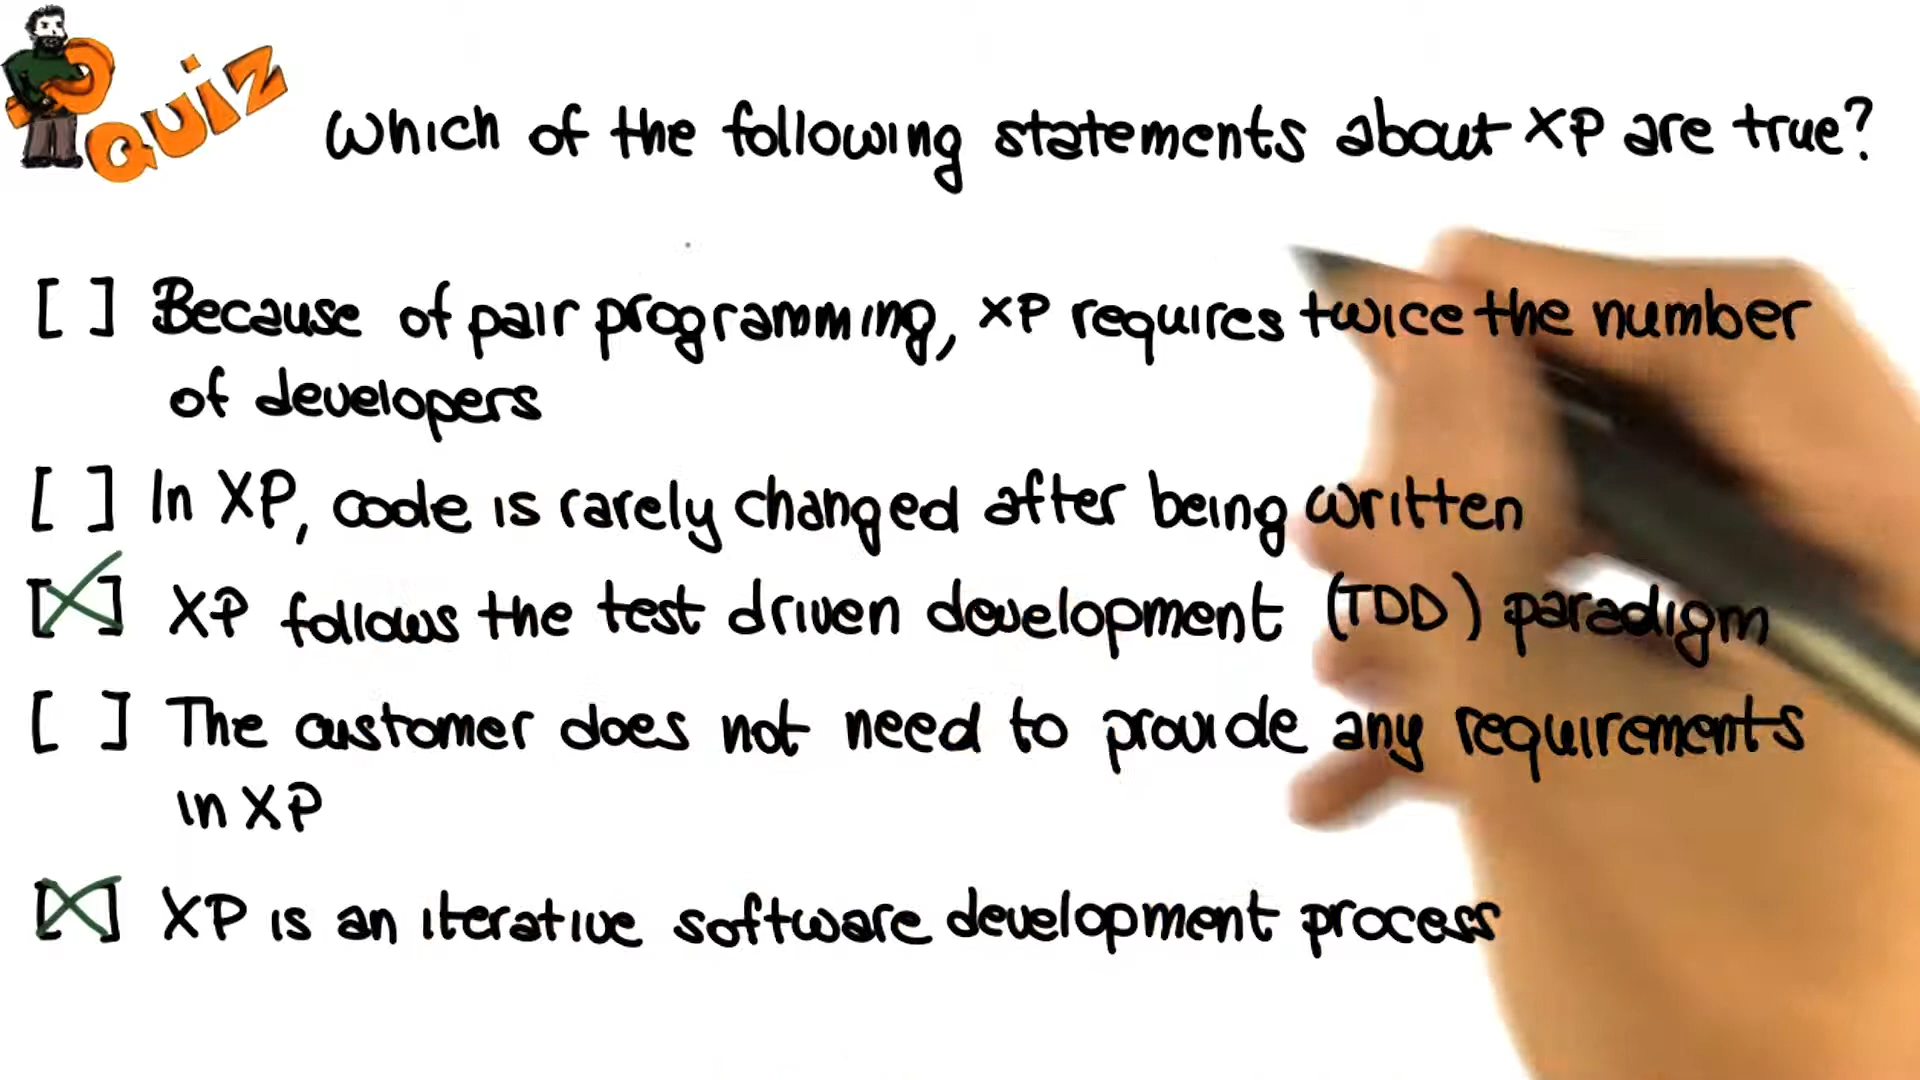 QUIZ
Which of the following statements about XP are true?
[ ] Because of pair programming, XP requires twice the number
of developers
[ ] In XP, code is rarely changed after being written
[X] XP follows the test driven development (TDD) paradigm
[ ] The customer does not need to provide any requirements
in XP
[X] XP is an iterative software development process